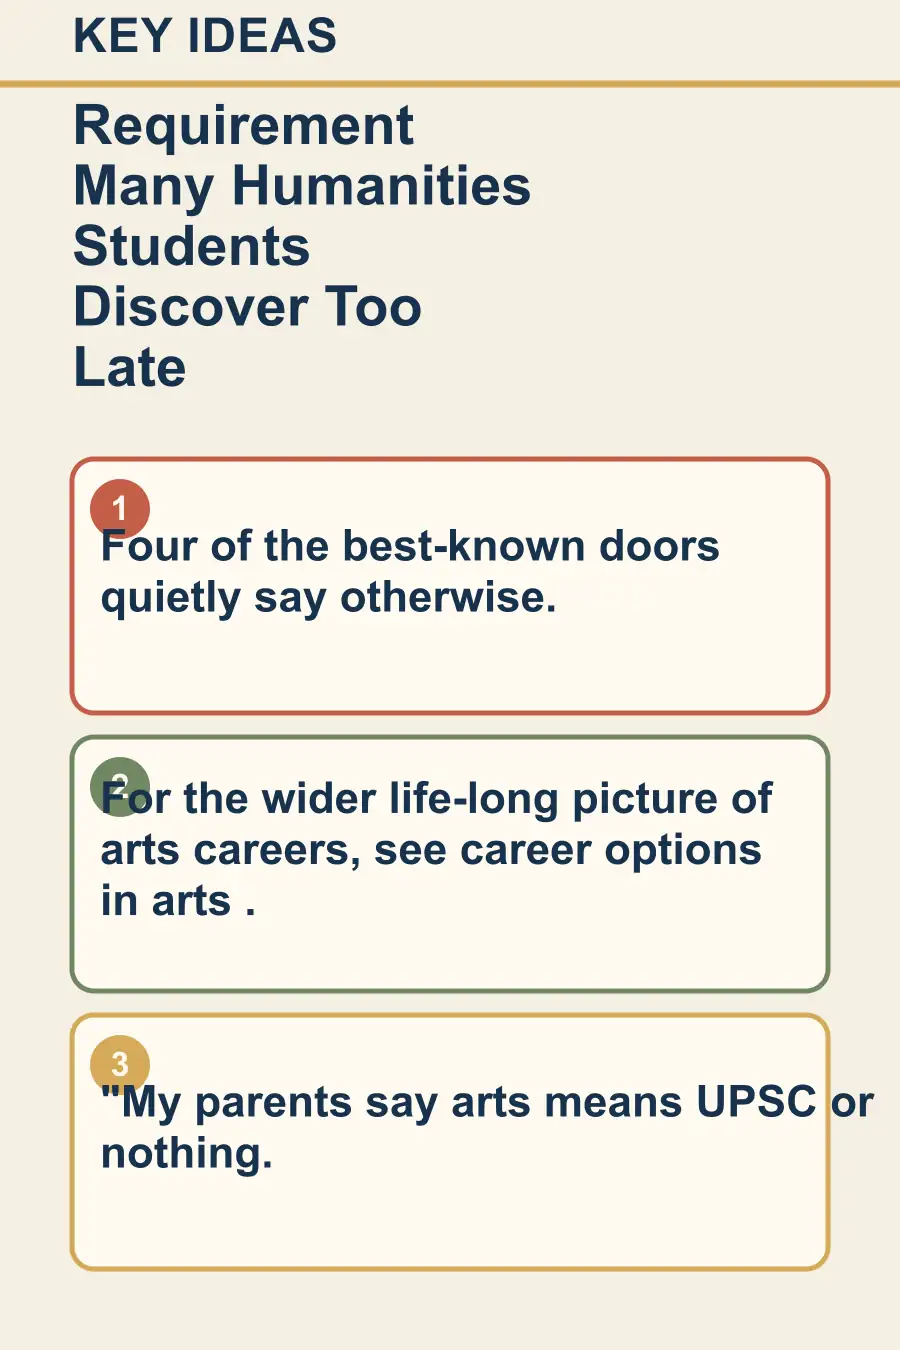 KEY IDEAS
Requirement
Many Humanities
Students
Discover Too
Late
1
Four of the best-known doors
quietly say otherwise.
2
For the wider life-long picture of
arts careers, see career options
in arts .
3
"My parents say arts means UPSC or
nothing.